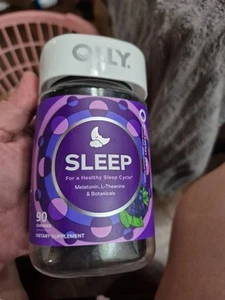 OLLY.
SLEEP
For a Healthy Sleep Cycle*
Melatonin, L-Theanine
& Botanicals
90
DIETARY SUPPLEMENT